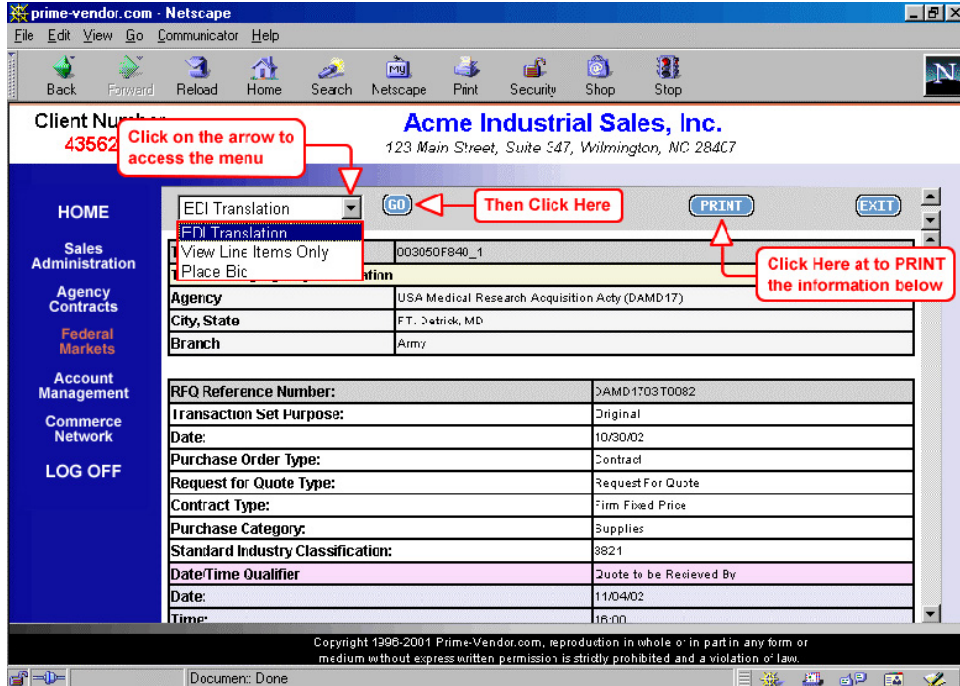 prime-vendor.com - Netscape
File Edit View Go Communicator Help
Back Forward Reload Home Search Netscape Print Security Shop Stop
My
N
Client
43562
Acme Industrial Sales, Inc.
123 Main Street, Suite 347, Wilmington, NC 28407
Click on the arrow to
access the menu
EDI Translation
GO
Then Click Here
PRINT
EXIT
EDI Translation
View Line Items Only
Place Bid
Click Here at to PRINT
the information below
HOME
Sales
Administration
Agency
Contracts
Federal
Markets
Account
Management
Commerce
Network
LOG OFF
003050F840_1
Agency USA Medical Research Acquisition Acty (DAMD17)
City, State FT. Detrick, MD
Branch Army
RFQ Reference Number: DAMD1703T0082
Transaction Set Purpose: Original
Date: 10/30/02
Purchase Order Type: Contract
Request for Quote Type: Request For Quote
Contract Type: Firm Fixed Price
Purchase Category: Supplies
Standard Industry Classification: 3821
Date/Time Qualifier Quote to be Recieved By
Date: 11/04/02
Time: 16:00
Copyright 1996-2001 Prime-Vendor.com, reproduction in whole or in part in any form or
medium without express written permission is strictly prohibited and a violation of law.
Document: Done